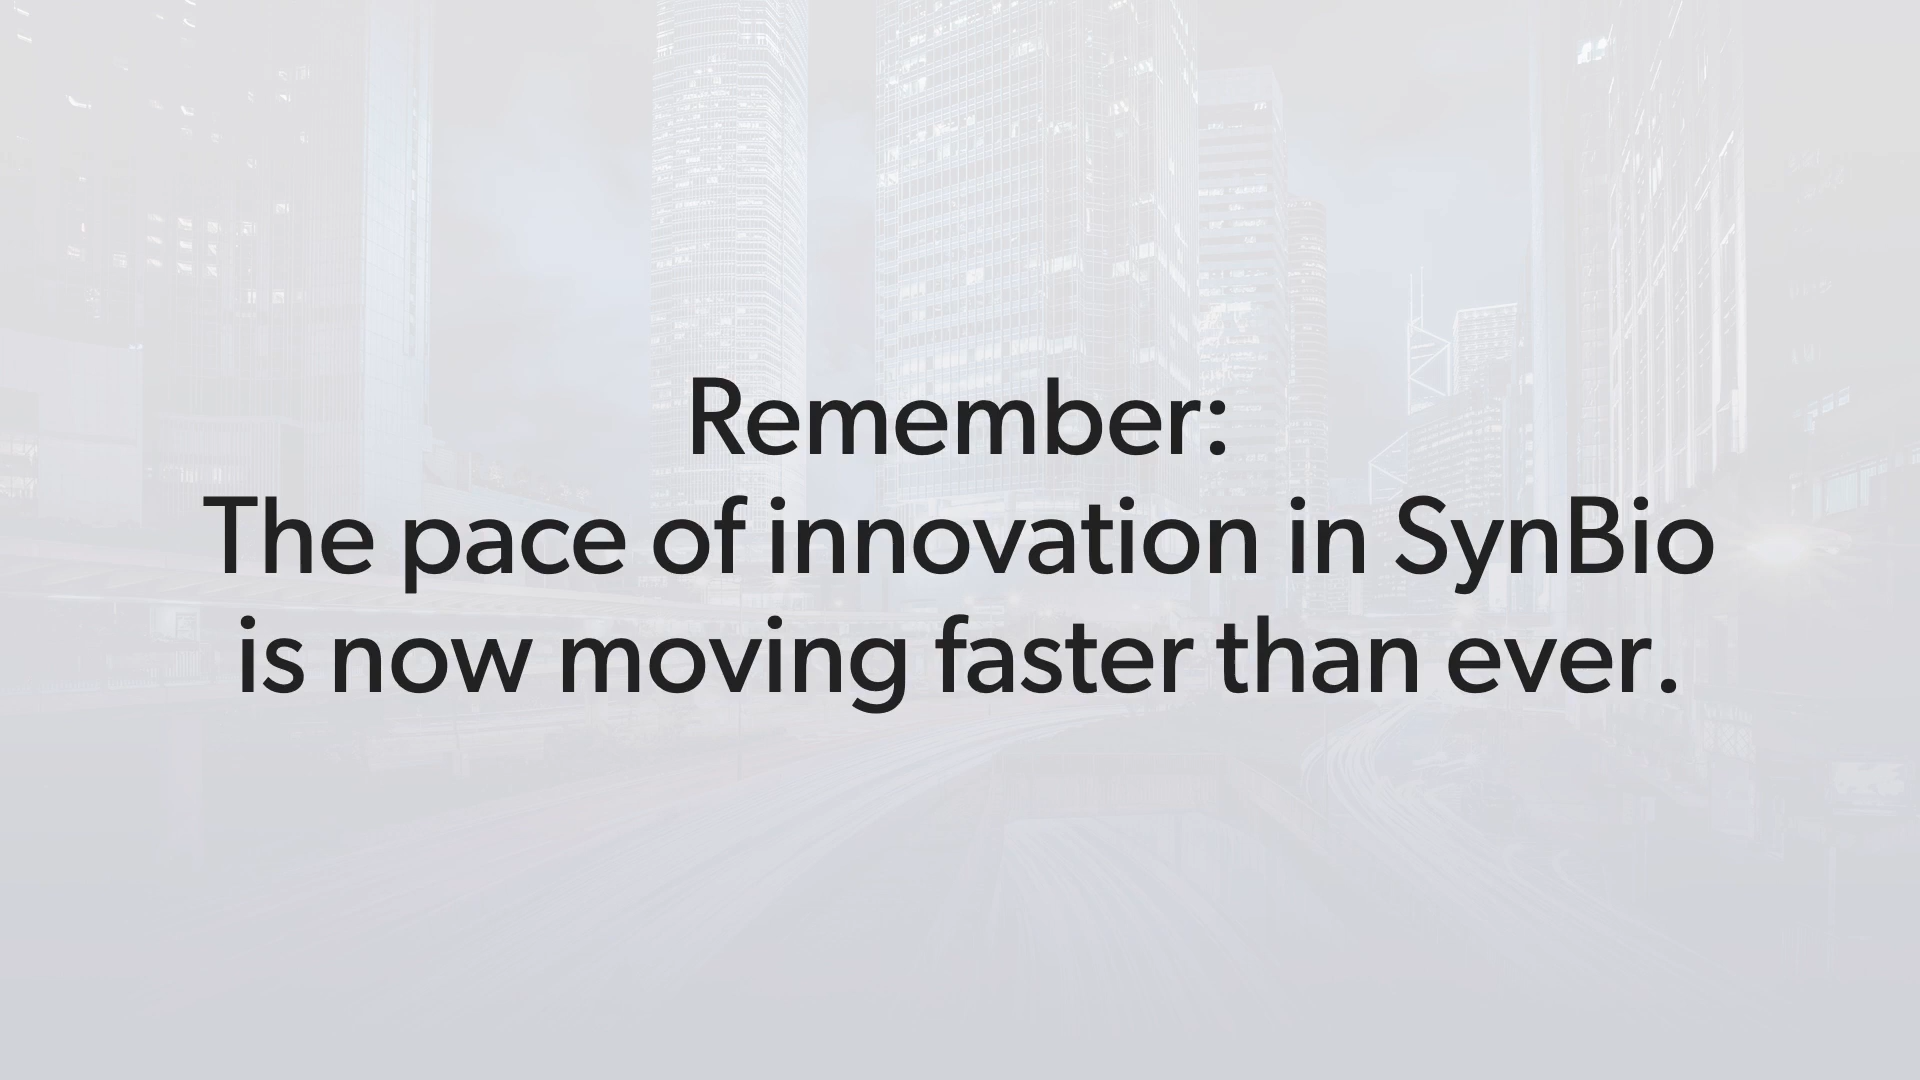 Remember:
The pace of innovation in SynBio
is now moving faster than ever.